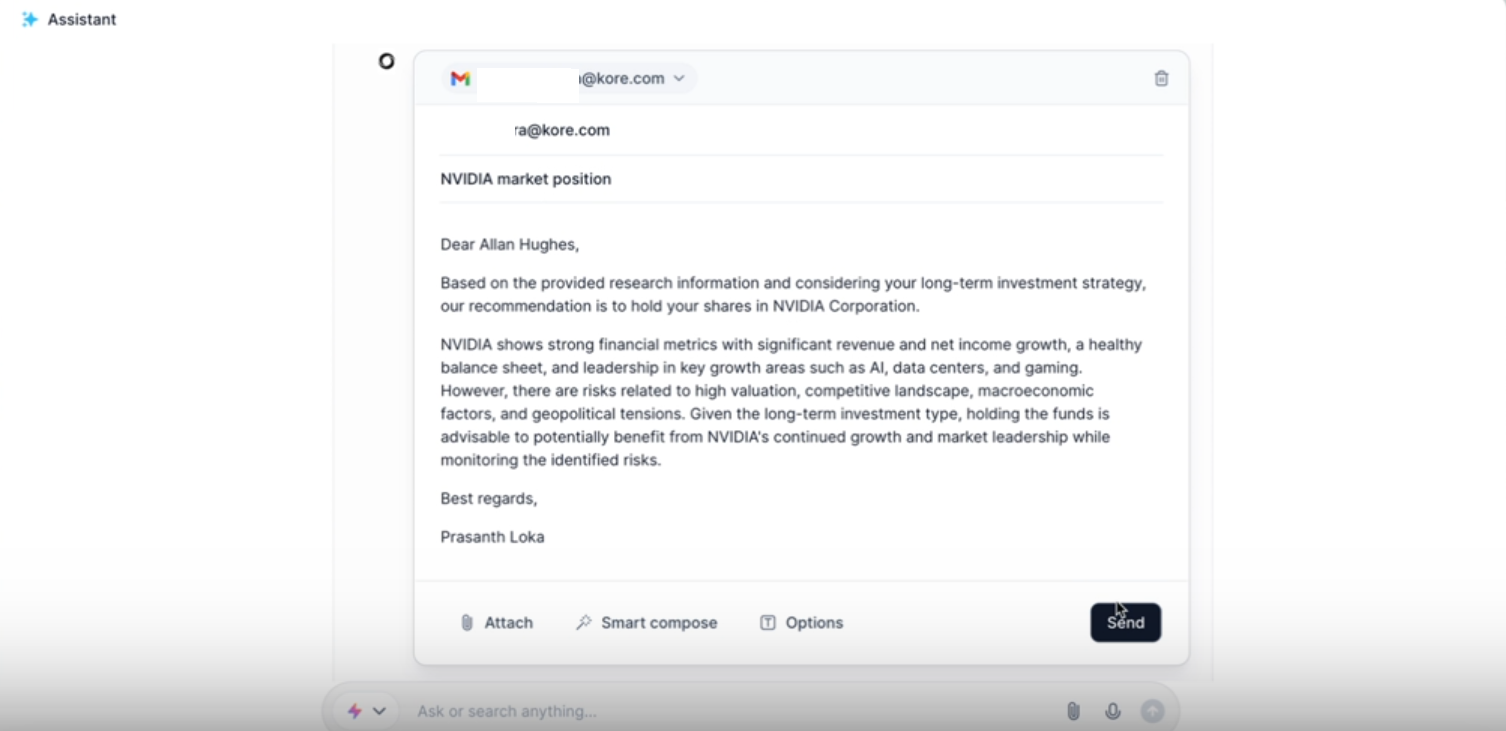 Assistant
@kore.com
ra@kore.com
NVIDIA market position
Dear Allan Hughes,
Based on the provided research information and considering your long-term investment strategy,
our recommendation is to hold your shares in NVIDIA Corporation.
NVIDIA shows strong financial metrics with significant revenue and net income growth, a healthy
balance sheet, and leadership in key growth areas such as AI, data centers, and gaming.
However, there are risks related to high valuation, competitive landscape, macroeconomic
factors, and geopolitical tensions. Given the long-term investment type, holding the funds is
advisable to potentially benefit from NVIDIA's continued growth and market leadership while
monitoring the identified risks.
Best regards,
Prasanth Loka
Attach Smart compose Options Send
Ask or search anything...